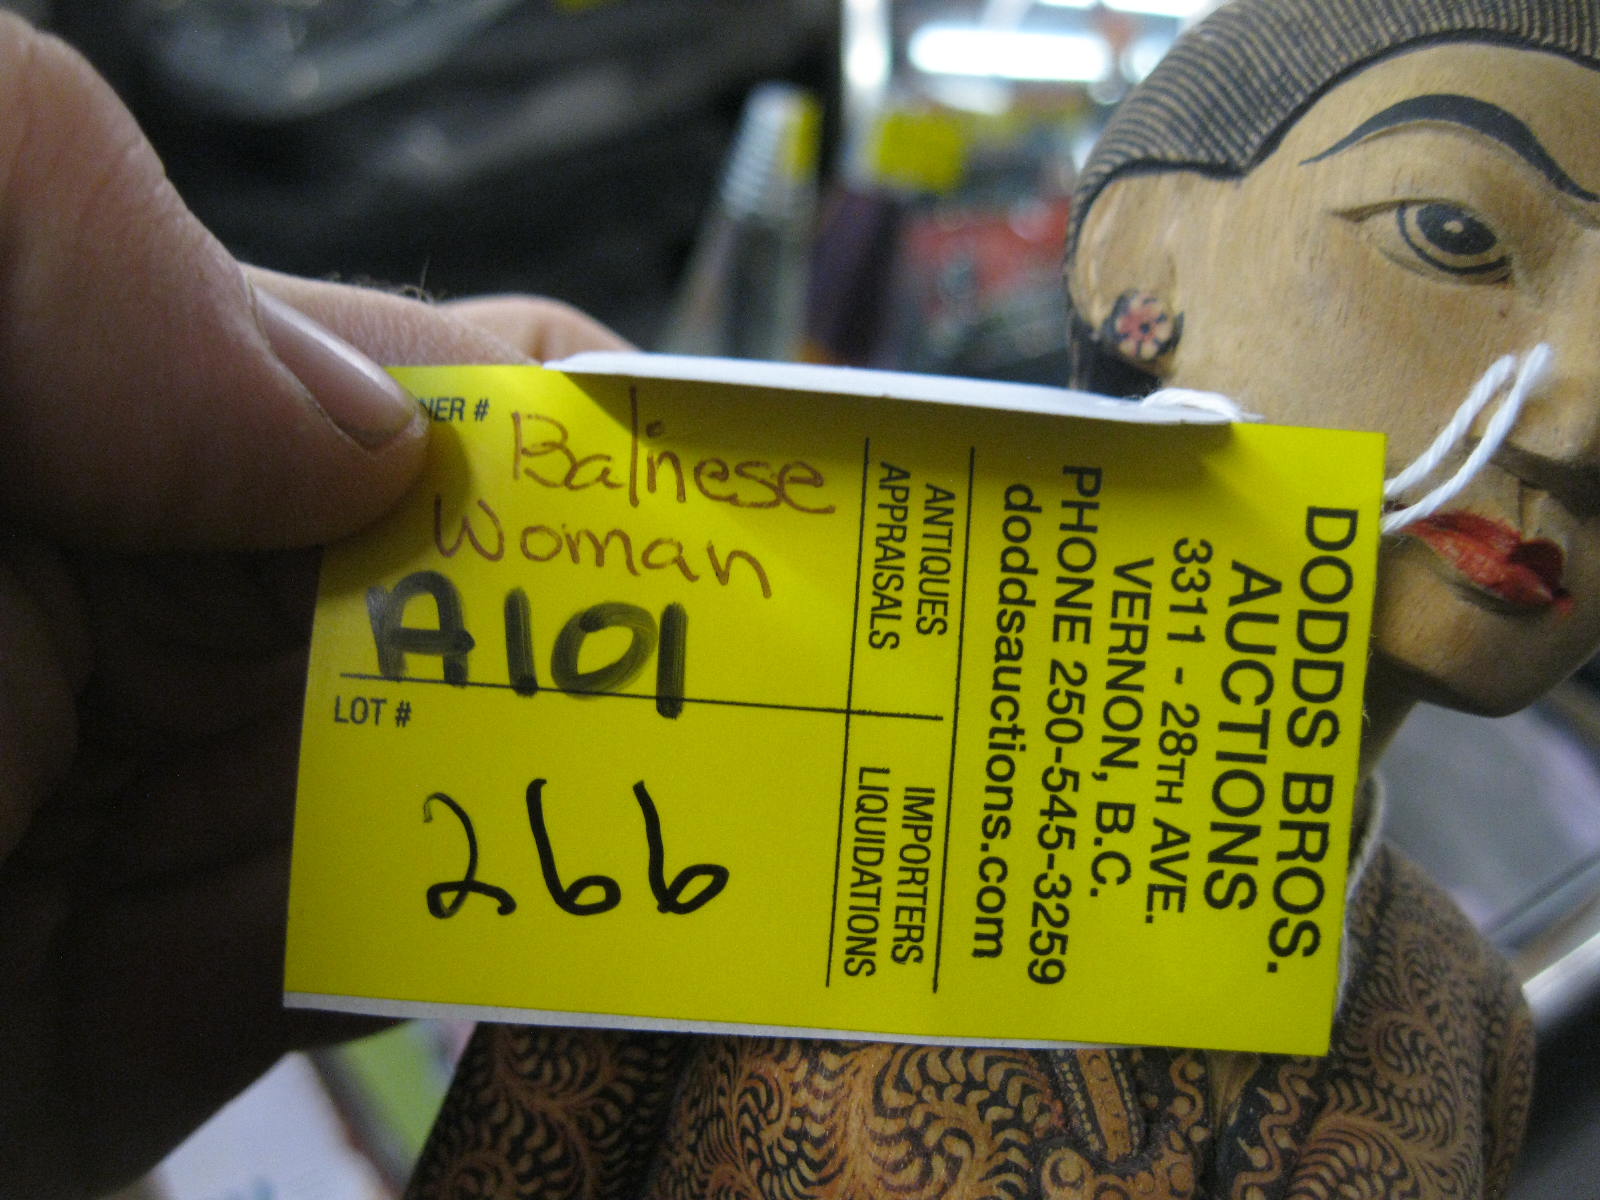 NER #
Balinese
Woman
A101
LOT #
266
ANTIQUES
APPRAISALS
IMPORTERS
LIQUIDATIONS
DODDS BROS.
AUCTIONS
3311 - 28TH AVE.
VERNON, B.C.
PHONE 250-545-3259
doddsauctions.com